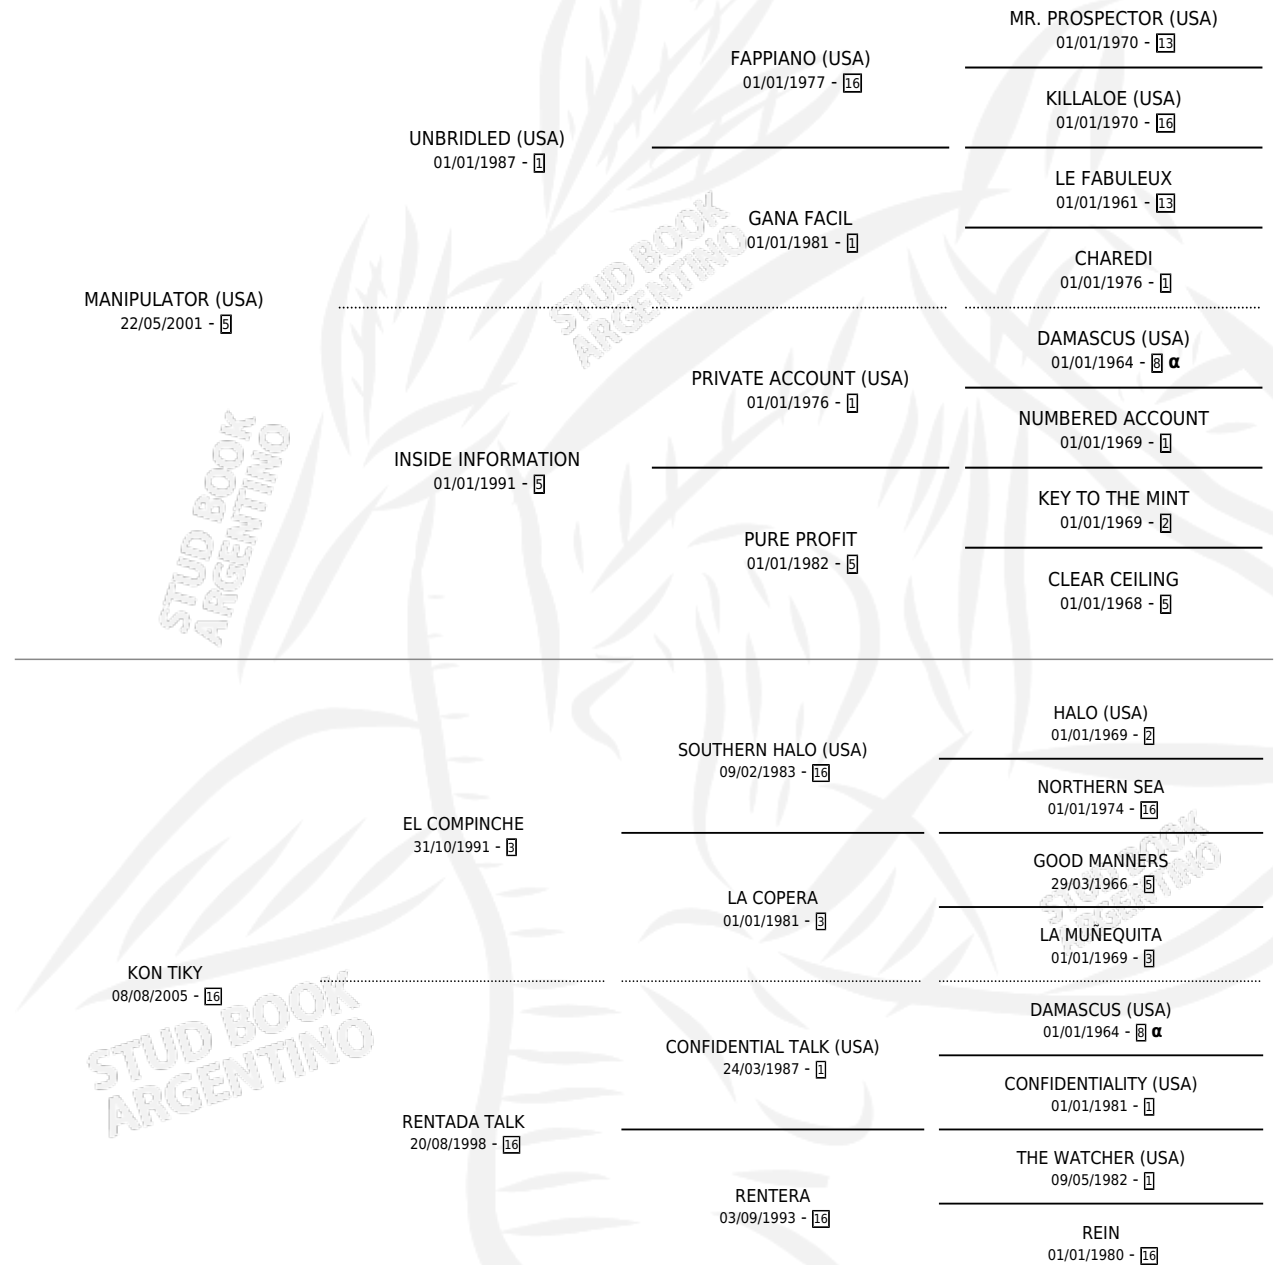 MR. PROSPECTOR (USA)
01/01/1970 - 13
FAPPIANO (USA)
01/01/1977 - 16
KILLALOE (USA)
01/01/1970 - 16
UNBRIDLED (USA)
01/01/1987 - 1
LE FABULEUX
01/01/1961 - 13
GANA FACIL
01/01/1981 - 1
CHAREDI
01/01/1976 - 1
MANIPULATOR (USA)
22/05/2001 - 5
DAMASCUS (USA)
01/01/1964 - 8 α
PRIVATE ACCOUNT (USA)
01/01/1976 - 1
NUMBERED ACCOUNT
01/01/1969 - 1
INSIDE INFORMATION
01/01/1991 - 5
KEY TO THE MINT
01/01/1969 - 2
PURE PROFIT
01/01/1982 - 5
CLEAR CEILING
01/01/1968 - 5
HALO (USA)
01/01/1969 - 2
SOUTHERN HALO (USA)
09/02/1983 - 16
NORTHERN SEA
01/01/1974 - 16
EL COMPINCHE
31/10/1991 - 3
GOOD MANNERS
29/03/1966 - 5
LA COPERA
01/01/1981 - 3
LA MUÑEQUITA
01/01/1969 - 3
KON TIKY
08/08/2005 - 16
DAMASCUS (USA)
01/01/1964 - 8 α
CONFIDENTIAL TALK (USA)
24/03/1987 - 1
CONFIDENTIALITY (USA)
01/01/1981 - 1
RENTADA TALK
20/08/1998 - 16
THE WATCHER (USA)
09/05/1982 - 1
RENTERA
03/09/1993 - 16
REIN
01/01/1980 - 16
STUD BOOK
ARGENTINO
STUD BOOK
ARGENTINO
STUD BOOK
ARGENTINO
STUD BOOK
ARGENTINO